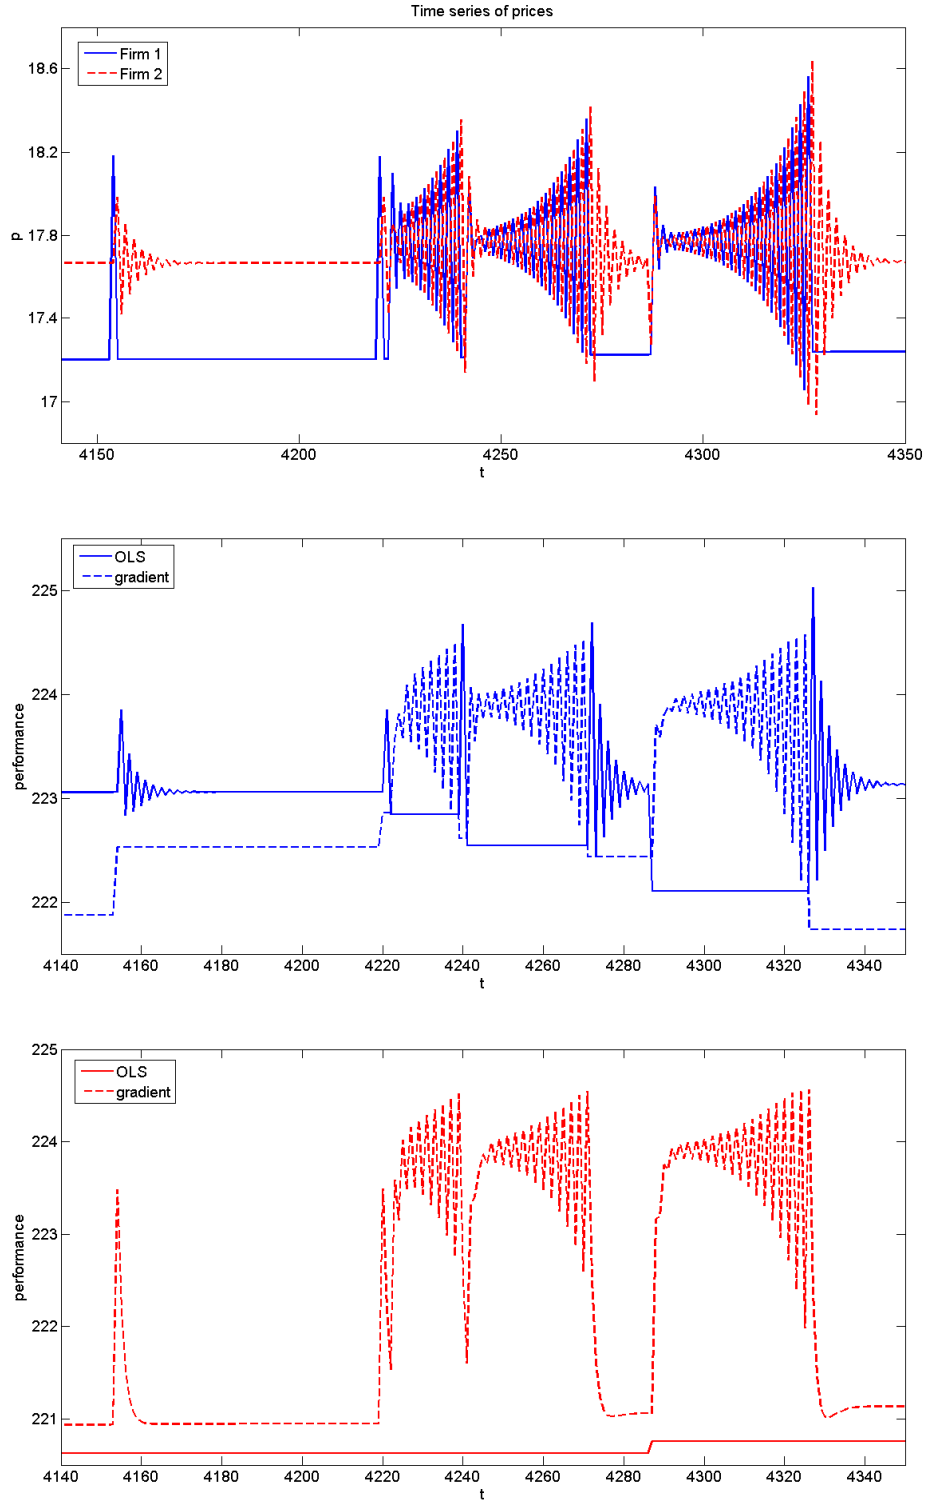 Time series of prices
Firm 1
Firm 2
18.6
18.2
17.8
17.4
17
p
4150 4200 4250 4300 4350
t
OLS
gradient
225
224
223
222
performance
4140 4160 4180 4200 4220 4240 4260 4280 4300 4320 4340
t
225
OLS
gradient
224
223
222
221
performance
4140 4160 4180 4200 4220 4240 4260 4280 4300 4320 4340
t